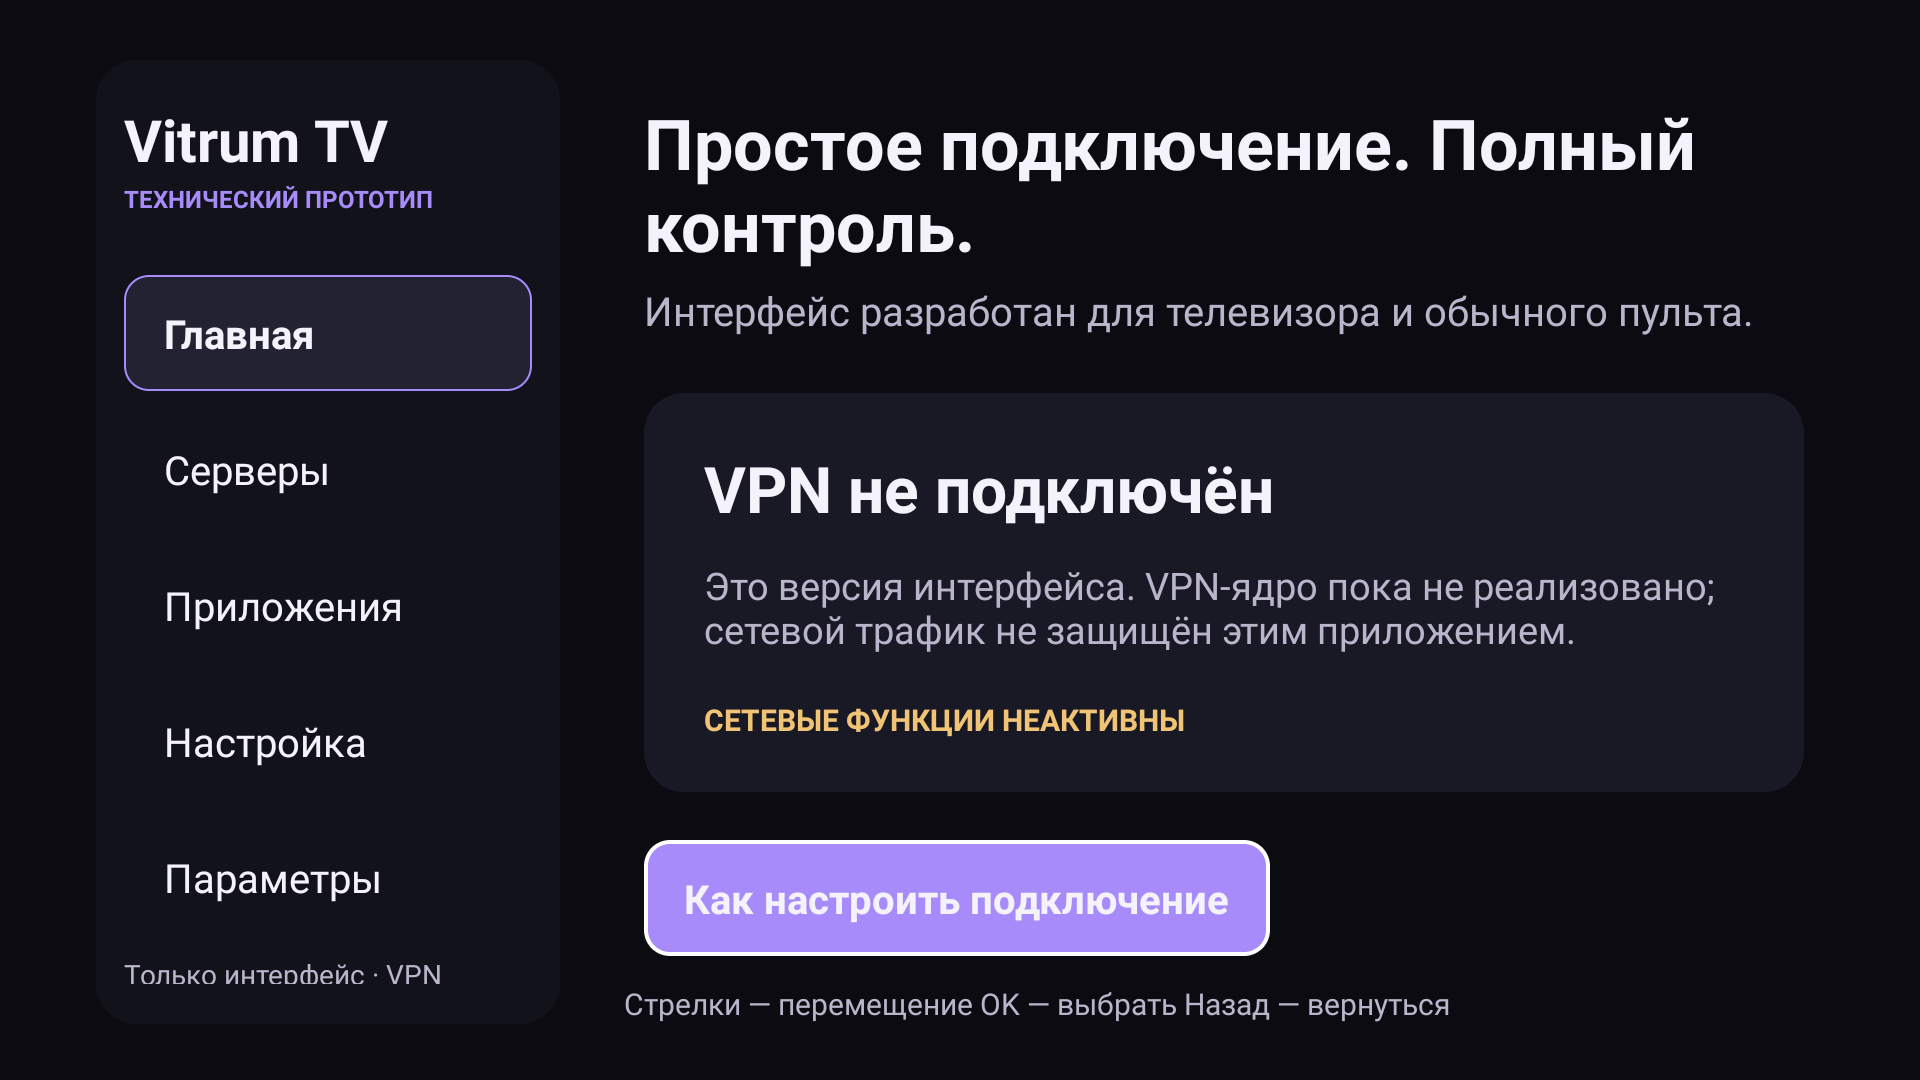 Vitrum TV
ТЕХНИЧЕСКИЙ ПРОТОТИП
Главная
Серверы
Приложения
Настройка
Параметры
Только интерфейс · VPN
Простое подключение. Полный
контроль.
Интерфейс разработан для телевизора и обычного пульта.
VPN не подключён
Это версия интерфейса. VPN-ядро пока не реализовано;
сетевой трафик не защищён этим приложением.
СЕТЕВЫЕ ФУНКЦИИ НЕАКТИВНЫ
Как настроить подключение
Стрелки — перемещение OK — выбрать Назад — вернуться